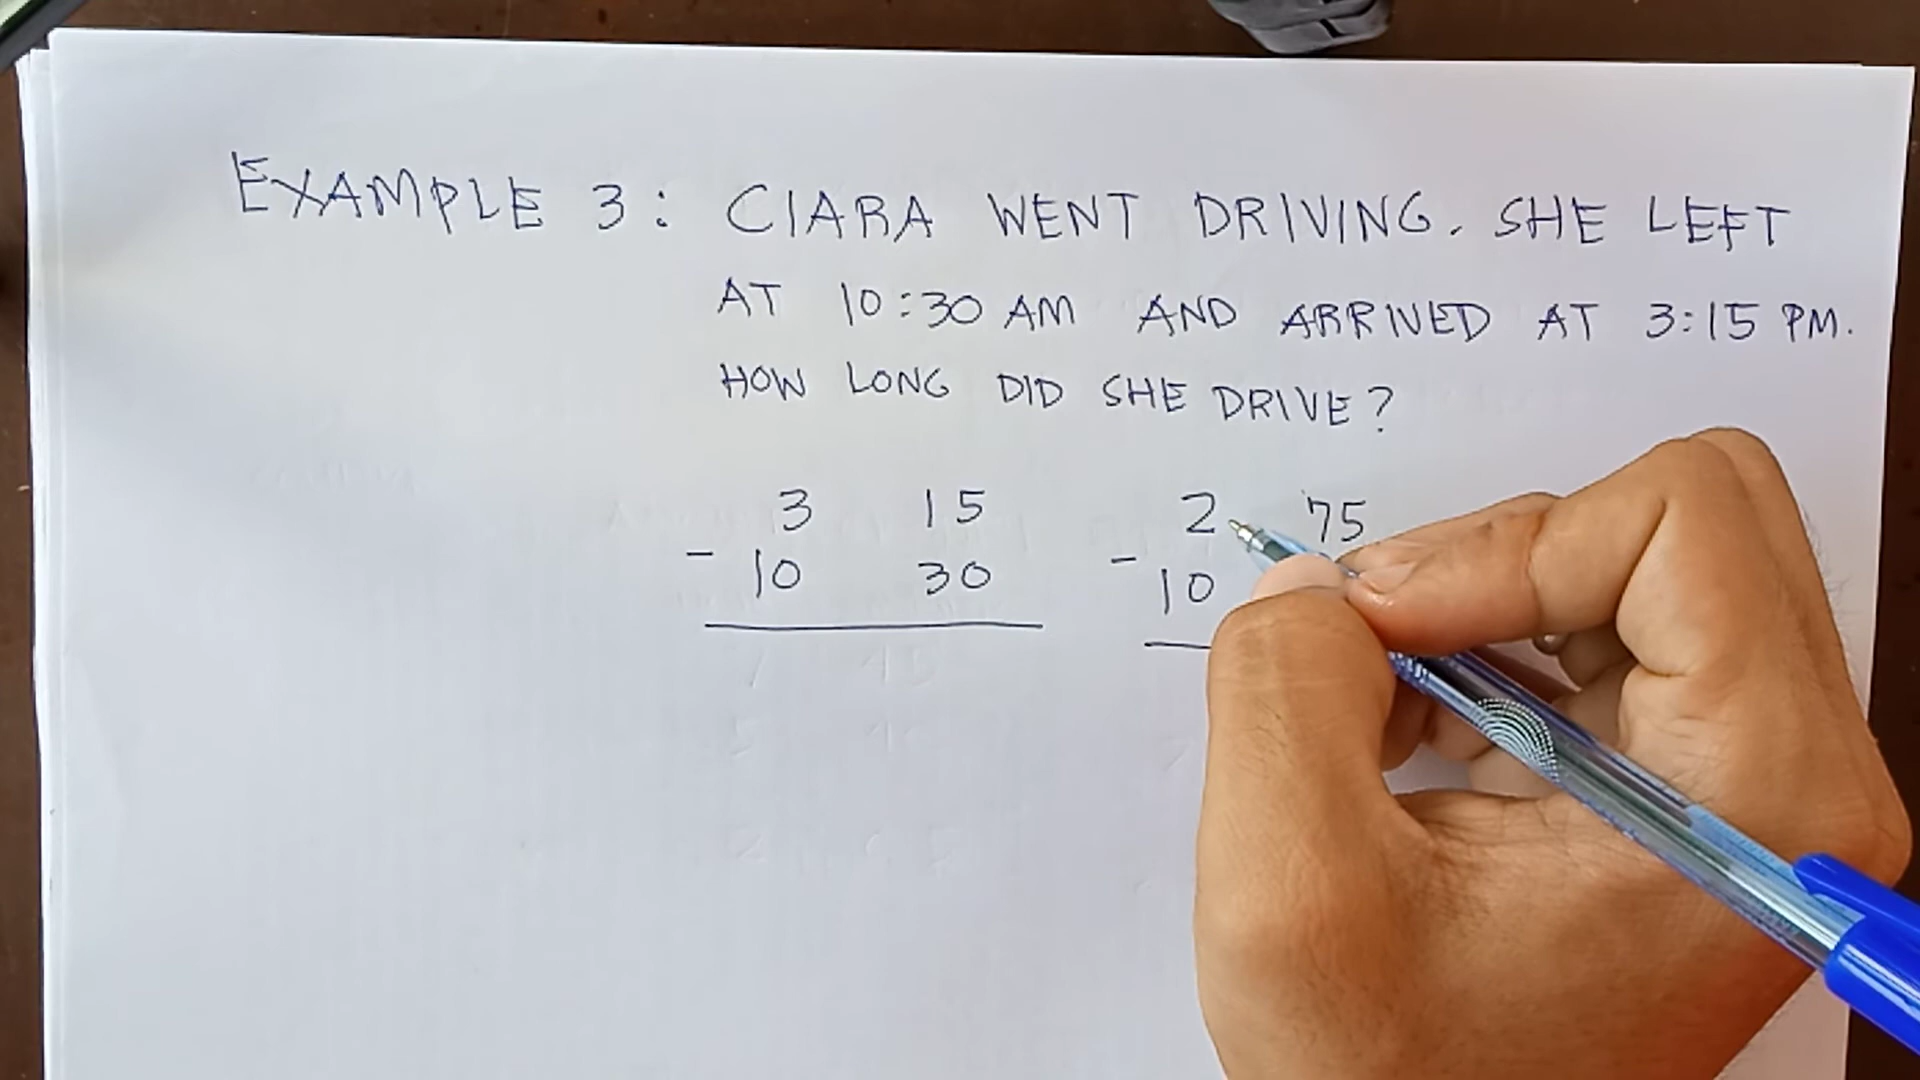 EXAMPLE 3: CIARA WENT DRIVING. SHE LEFT
AT 10:30 AM AND ARRIVED AT 3:15 PM.
HOW LONG DID SHE DRIVE?
3 15 2 75
- 10 30 - 10